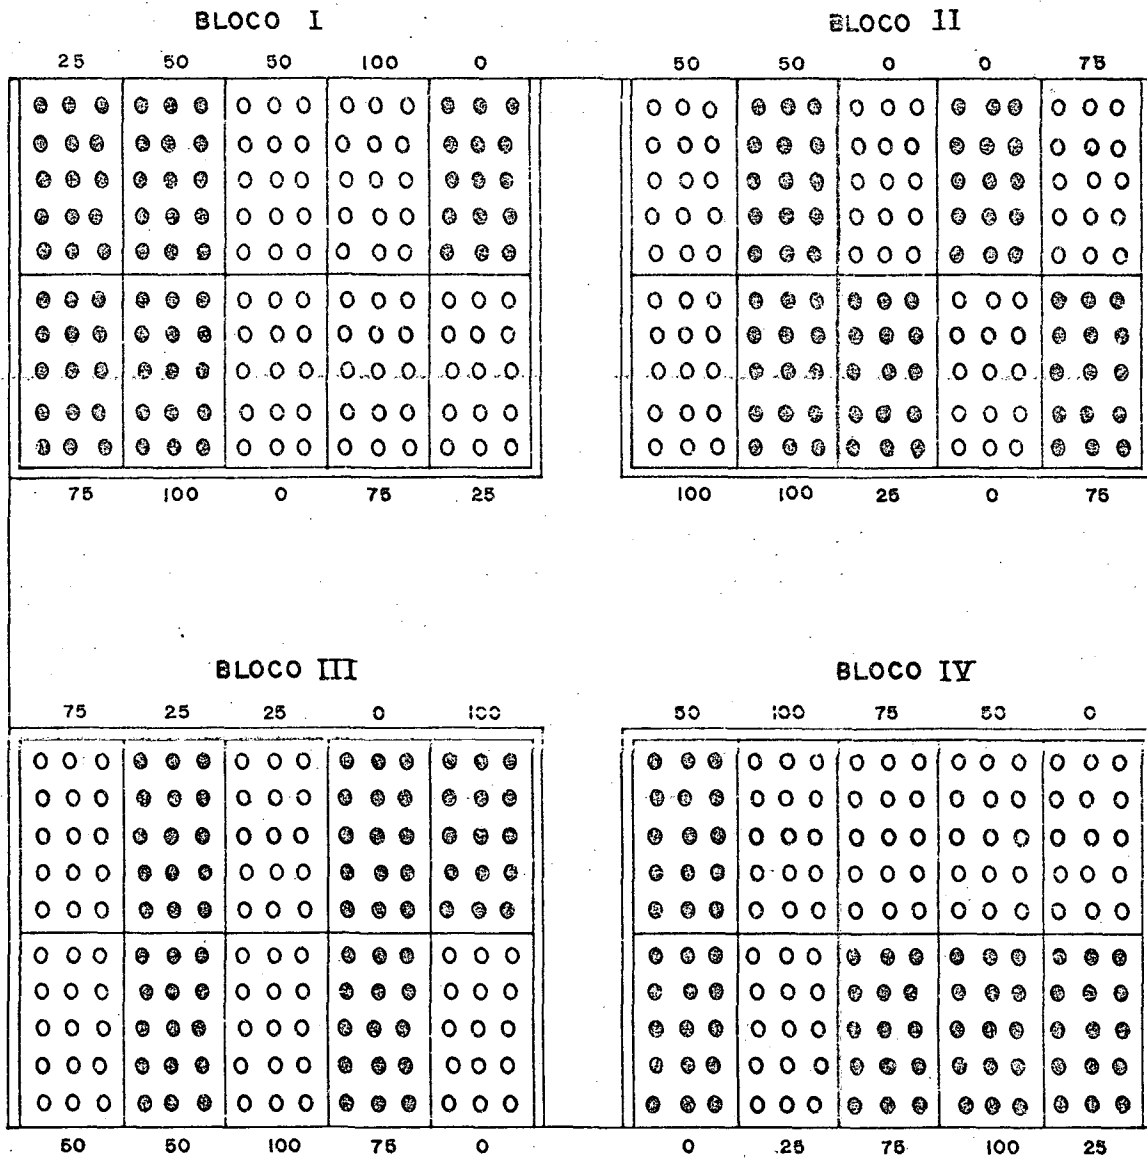 BLOCO I
25 50 50 100 0
75 100 0 75 25
BLOCO II
50 50 0 0 75
100 100 25 0 75
BLOCO III
75 25 25 0 100
50 50 100 75 0
BLOCO IV
50 100 75 50 0
0 25 75 100 25